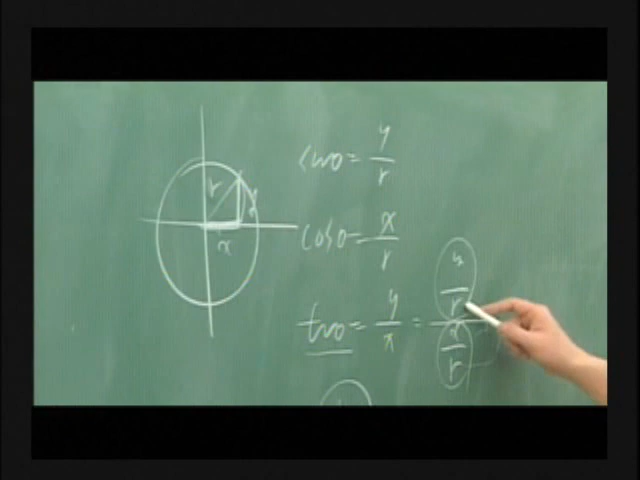 r
x
sinθ = y/r
cosθ = x/r
tanθ = y/x = (y/r)/(x/r)